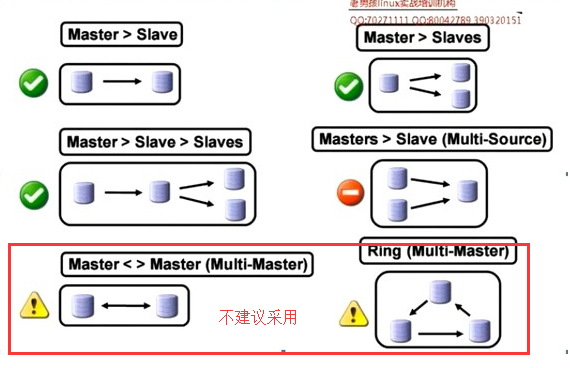 老男孩linux实战培训机构
QQ:70271111 QQ:80042789 390320151
Master > Slave
Master > Slaves
Master > Slave > Slaves
Masters > Slave (Multi-Source)
Master < > Master (Multi-Master)
Ring (Multi-Master)
不建议采用